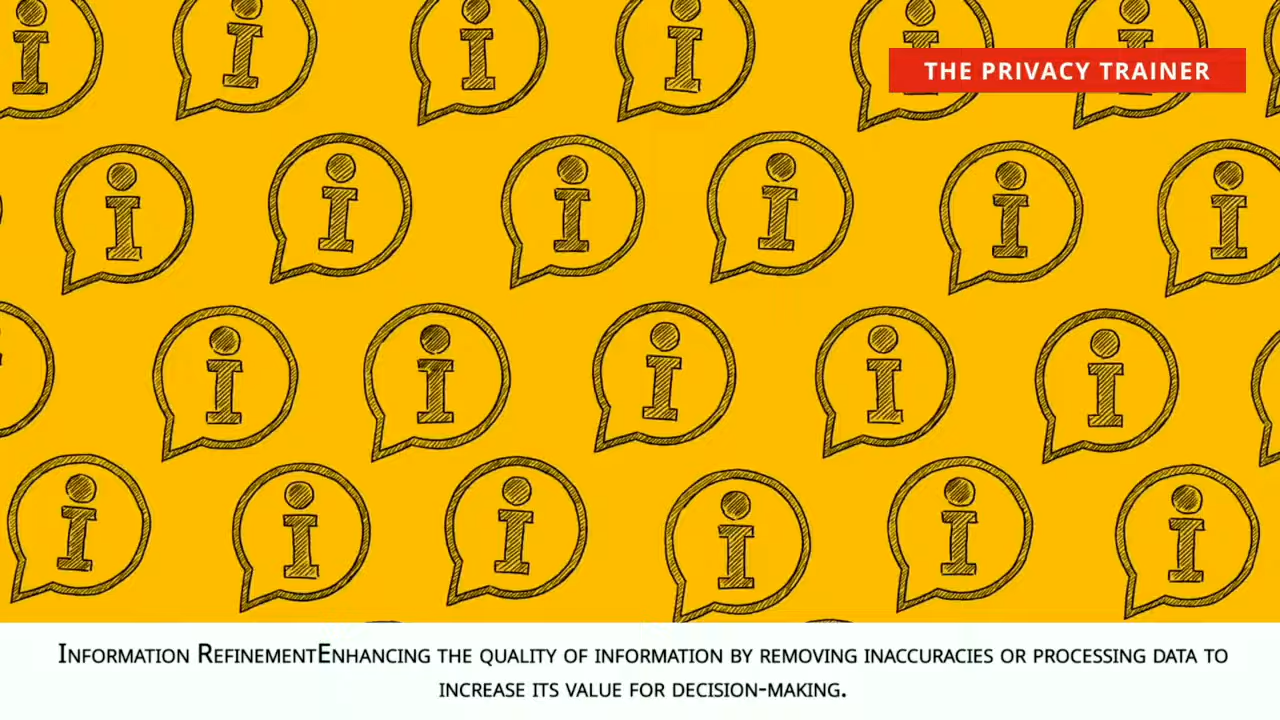 THE PRIVACY TRAINER
Information RefinementEnhancing the quality of information by removing inaccuracies or processing data to
increase its value for decision-making.